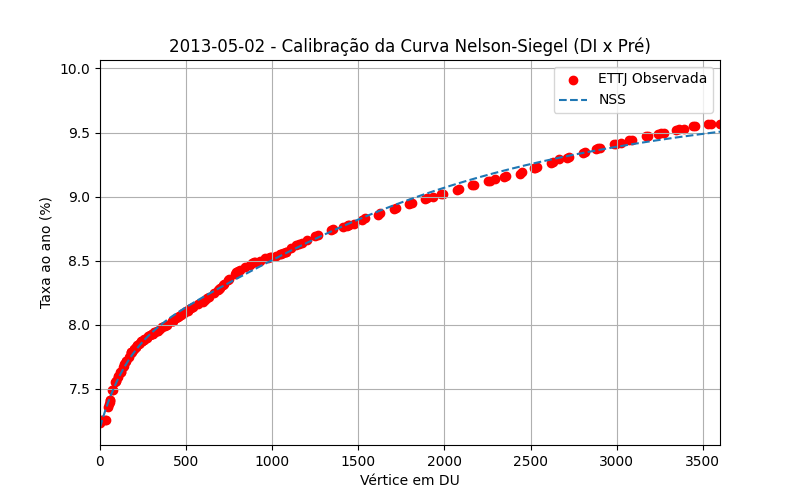 2013-05-02 - Calibração da Curva Nelson-Siegel (DI x Pré)
ETTJ Observada
NSS
Taxa ao ano (%)
10.0
9.5
9.0
8.5
8.0
7.5
0 500 1000 1500 2000 2500 3000 3500
Vértice em DU